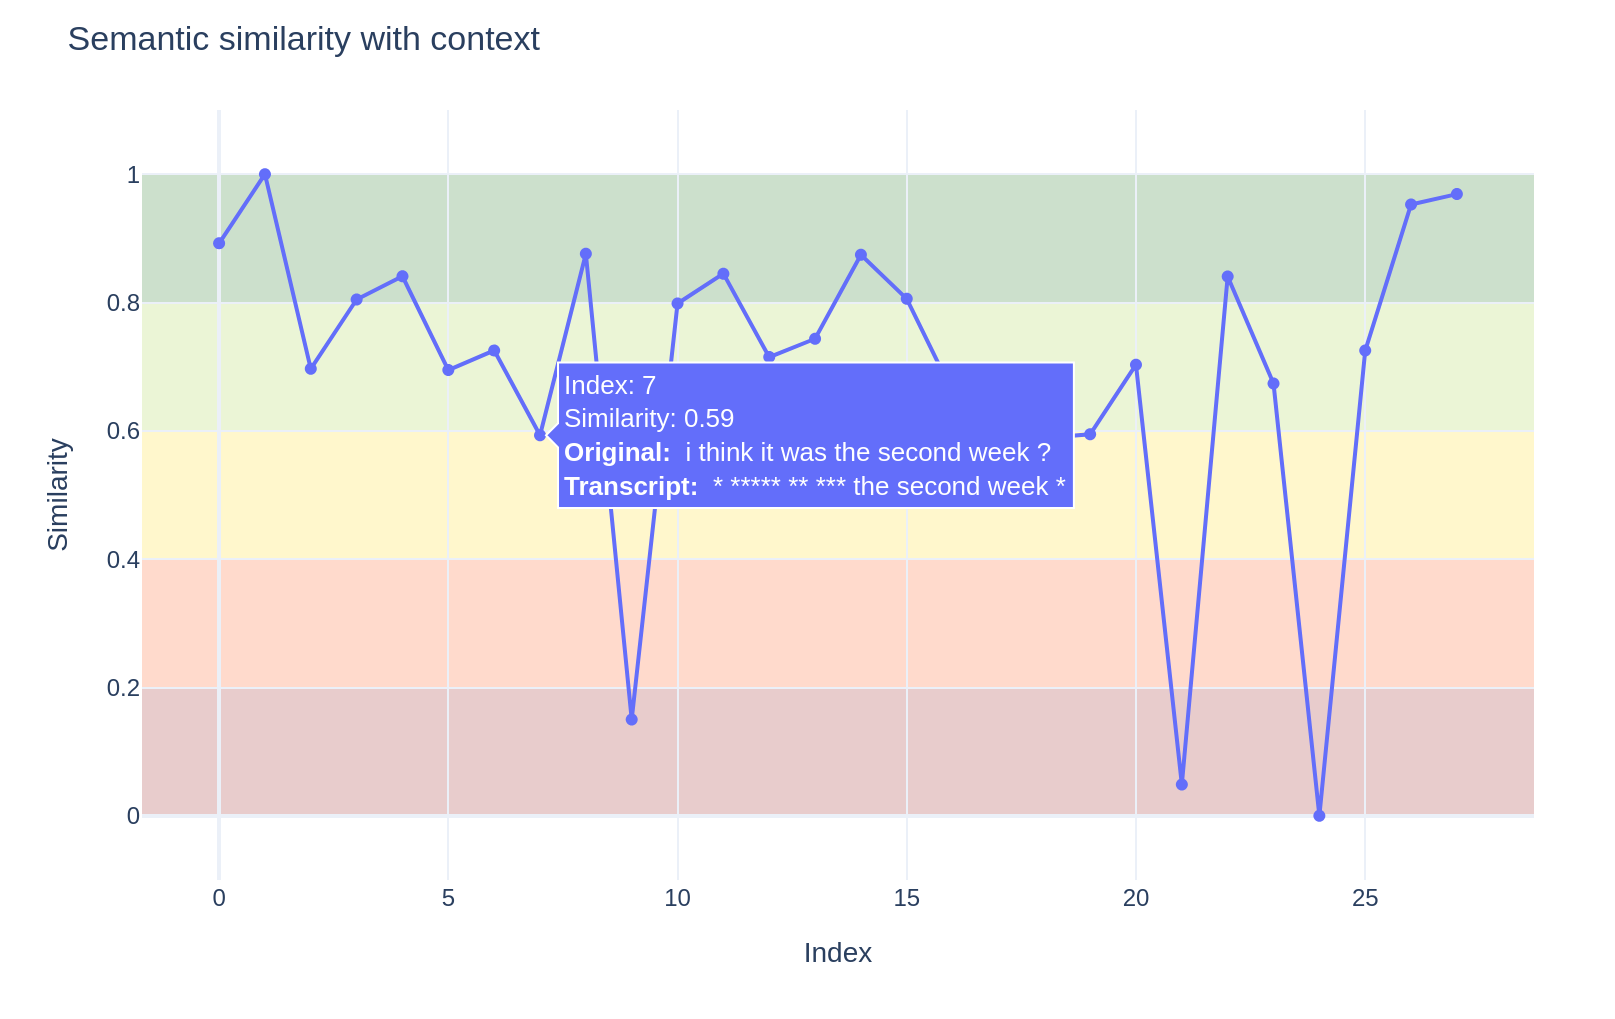 Semantic similarity with context
1
0.8
0.6
0.4
0.2
0
Similarity
Index: 7
Similarity: 0.59
Original: i think it was the second week ?
Transcript: * ***** ** *** the second week *
0 5 10 15 20 25
Index